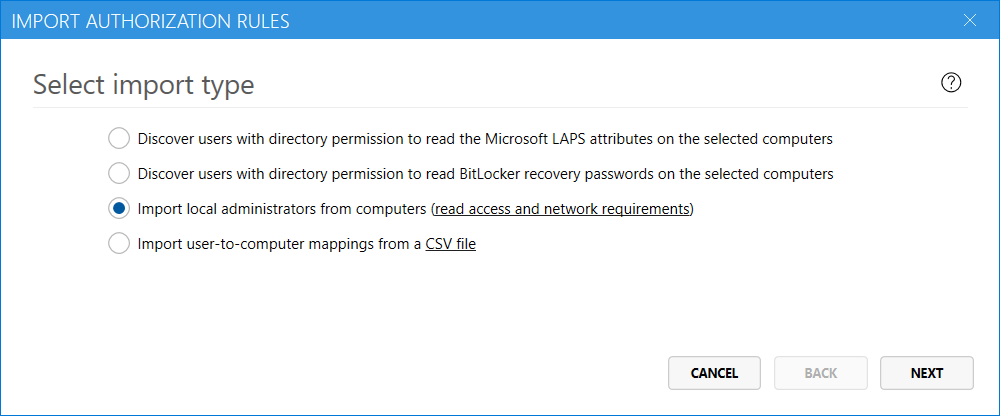 IMPORT AUTHORIZATION RULES
Select import type
Discover users with directory permission to read the Microsoft LAPS attributes on the selected computers
Discover users with directory permission to read BitLocker recovery passwords on the selected computers
Import local administrators from computers (read access and network requirements)
Import user-to-computer mappings from a CSV file
CANCEL BACK NEXT